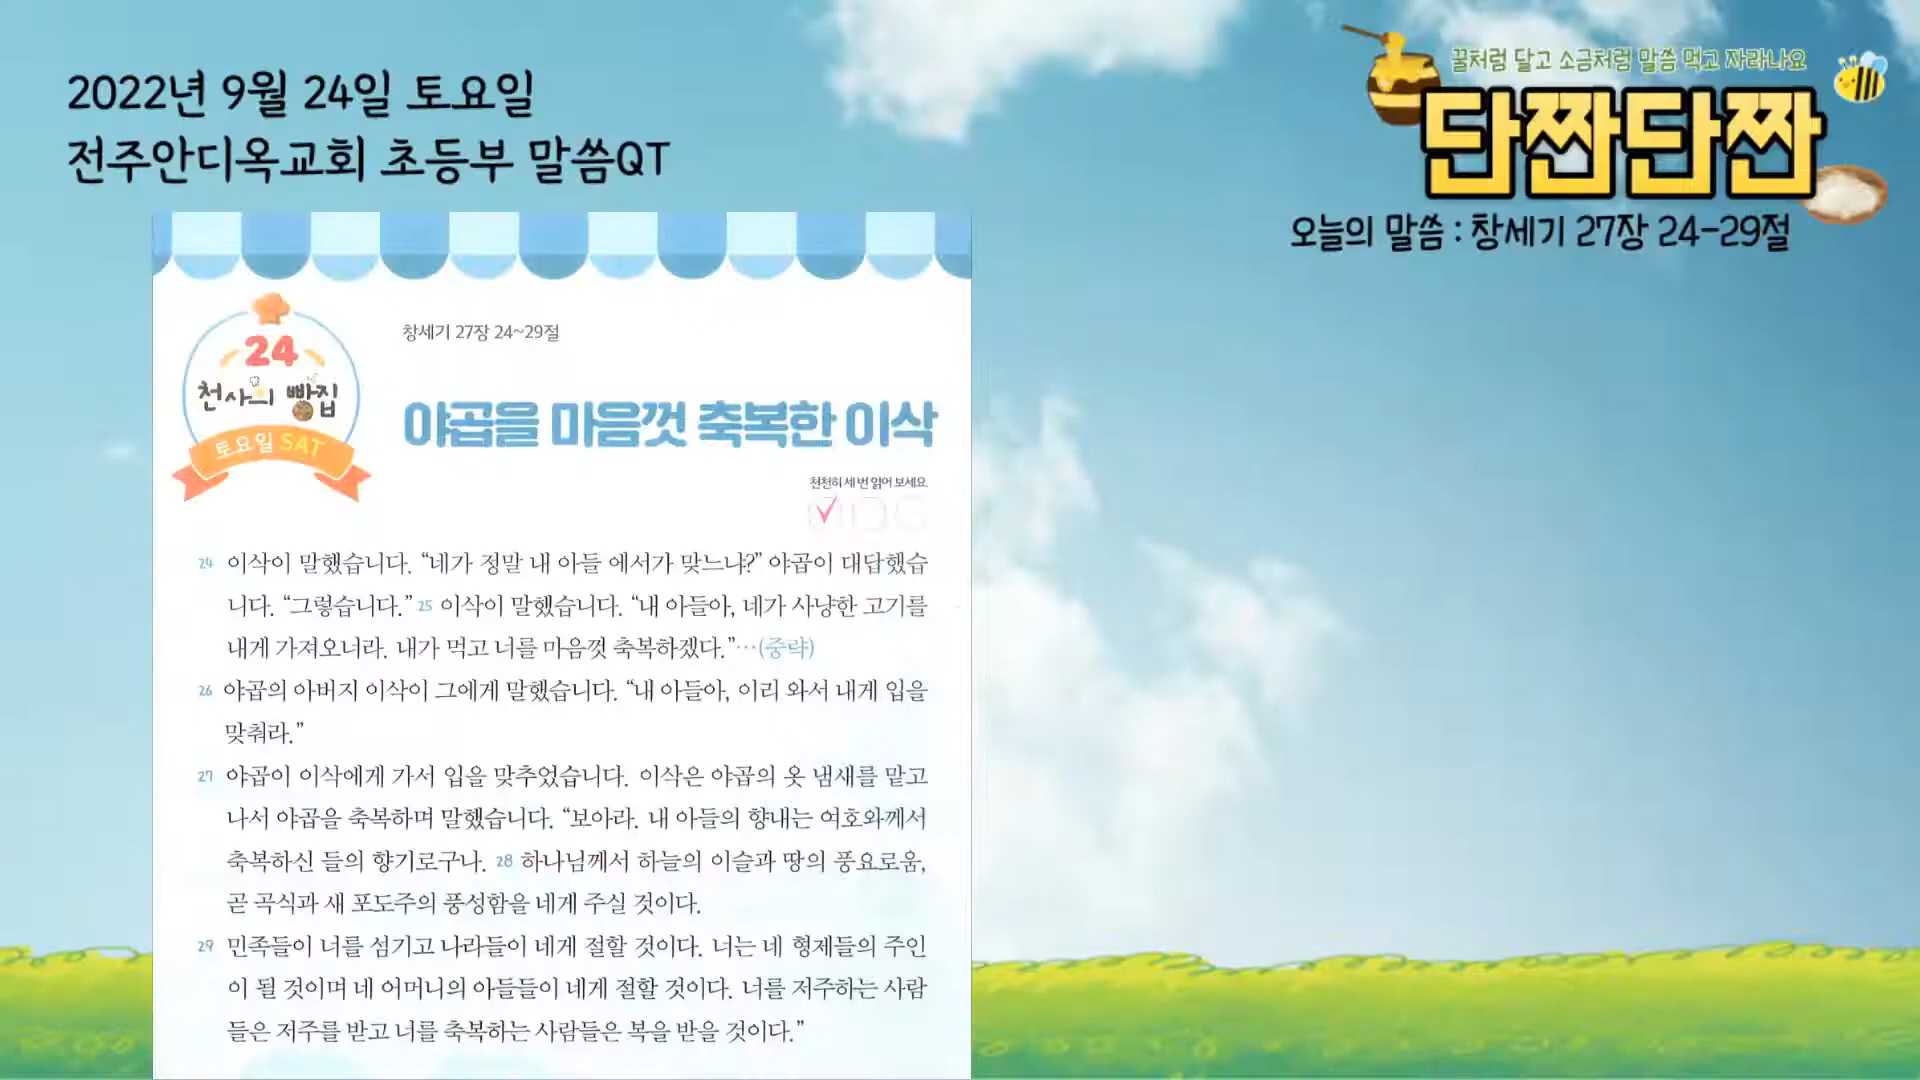 2022년 9월 24일 토요일
전주안디옥교회 초등부 말씀QT
꿀처럼 달고 소금처럼 말씀 먹고 자라나요
단짠단짠
오늘의 말씀 : 창세기 27장 24-29절
24
천사의 빵집
토요일 SAT
창세기 27장 24~29절
야곱을 마음껏 축복한 이삭
천천히 세 번 읽어 보세요.
24 이삭이 말했습니다. “네가 정말 내 아들 에서가 맞느냐?” 야곱이 대답했습
니다. “그렇습니다.” 25 이삭이 말했습니다. “내 아들아, 네가 사냥한 고기를
내게 가져오너라. 내가 먹고 너를 마음껏 축복하겠다.”…(중략)
26 야곱의 아버지 이삭이 그에게 말했습니다. “내 아들아, 이리 와서 내게 입을
맞춰라.”
27 야곱이 이삭에게 가서 입을 맞추었습니다. 이삭은 야곱의 옷 냄새를 맡고
나서 야곱을 축복하며 말했습니다. “보아라. 내 아들의 향내는 여호와께서
축복하신 들의 향기로구나. 28 하나님께서 하늘의 이슬과 땅의 풍요로움,
곧 곡식과 새 포도주의 풍성함을 네게 주실 것이다.
29 민족들이 너를 섬기고 나라들이 네게 절할 것이다. 너는 네 형제들의 주인
이 될 것이며 네 어머니의 아들들이 네게 절할 것이다. 너를 저주하는 사람
들은 저주를 받고 너를 축복하는 사람들은 복을 받을 것이다.”